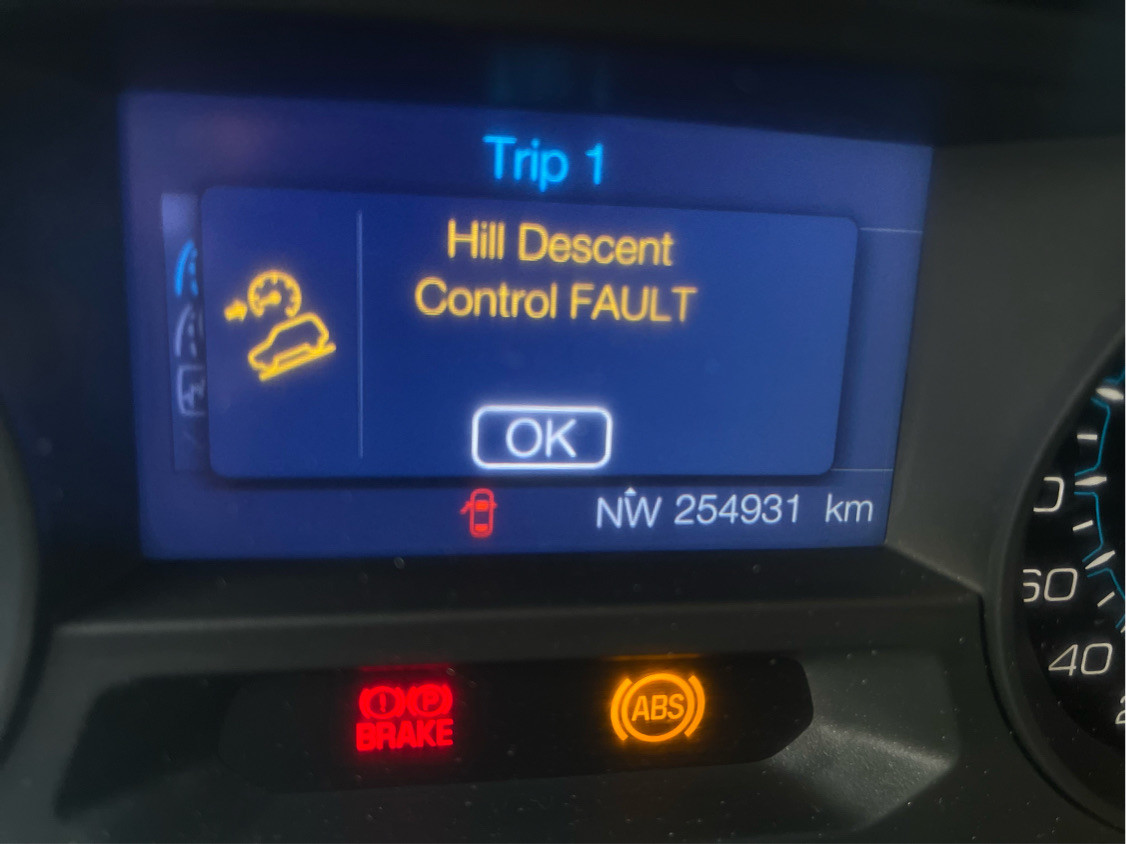 Trip 1
Hill Descent
Control FAULT
OK
NW 254931 km
60
40
(!) (P)
BRAKE
ABS